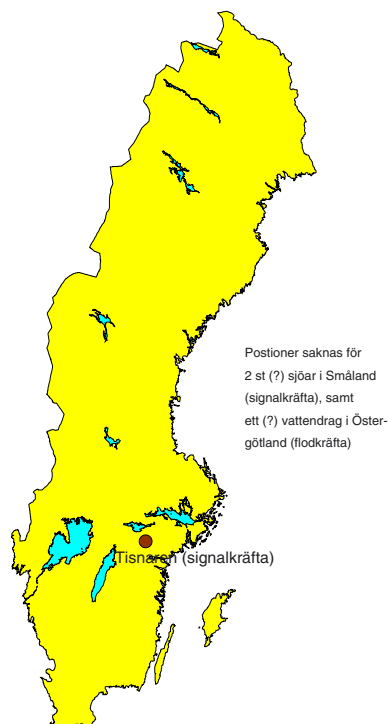 Postioner saknas för
2 st (?) sjöar i Småland
(signalkräfta), samt
ett (?) vattendrag i Öster-
götland (flodkräfta)
Tisnaren (signalkräfta)